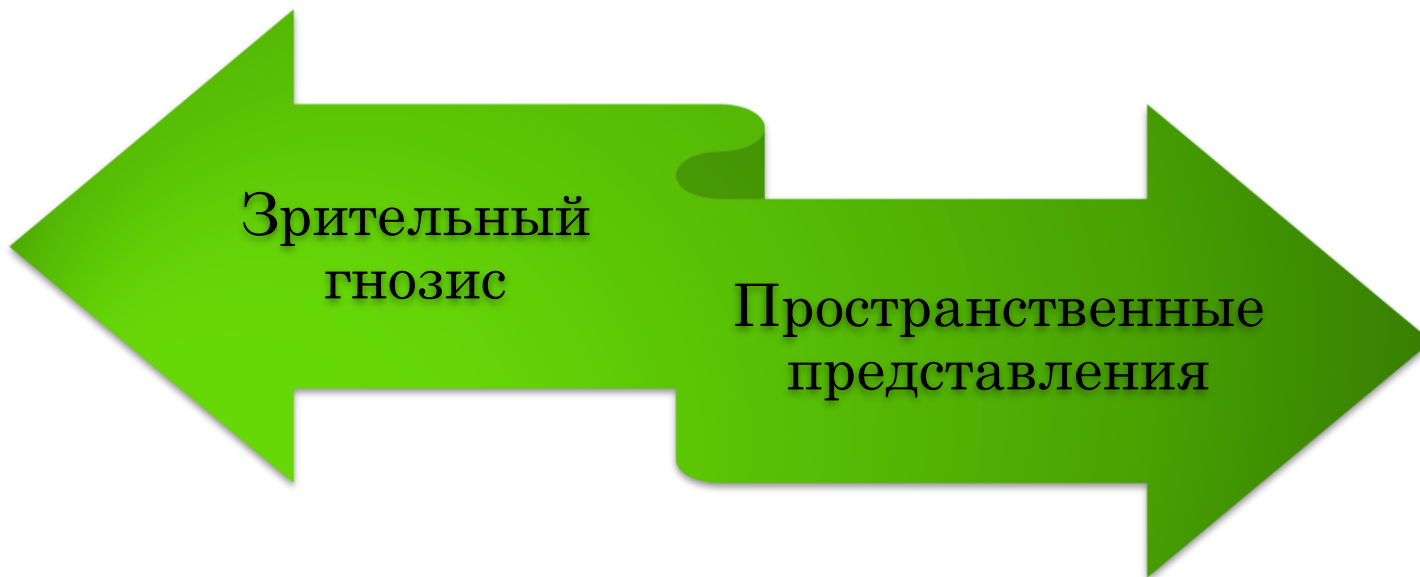 Зрительный
гнозис
Пространственные
представления